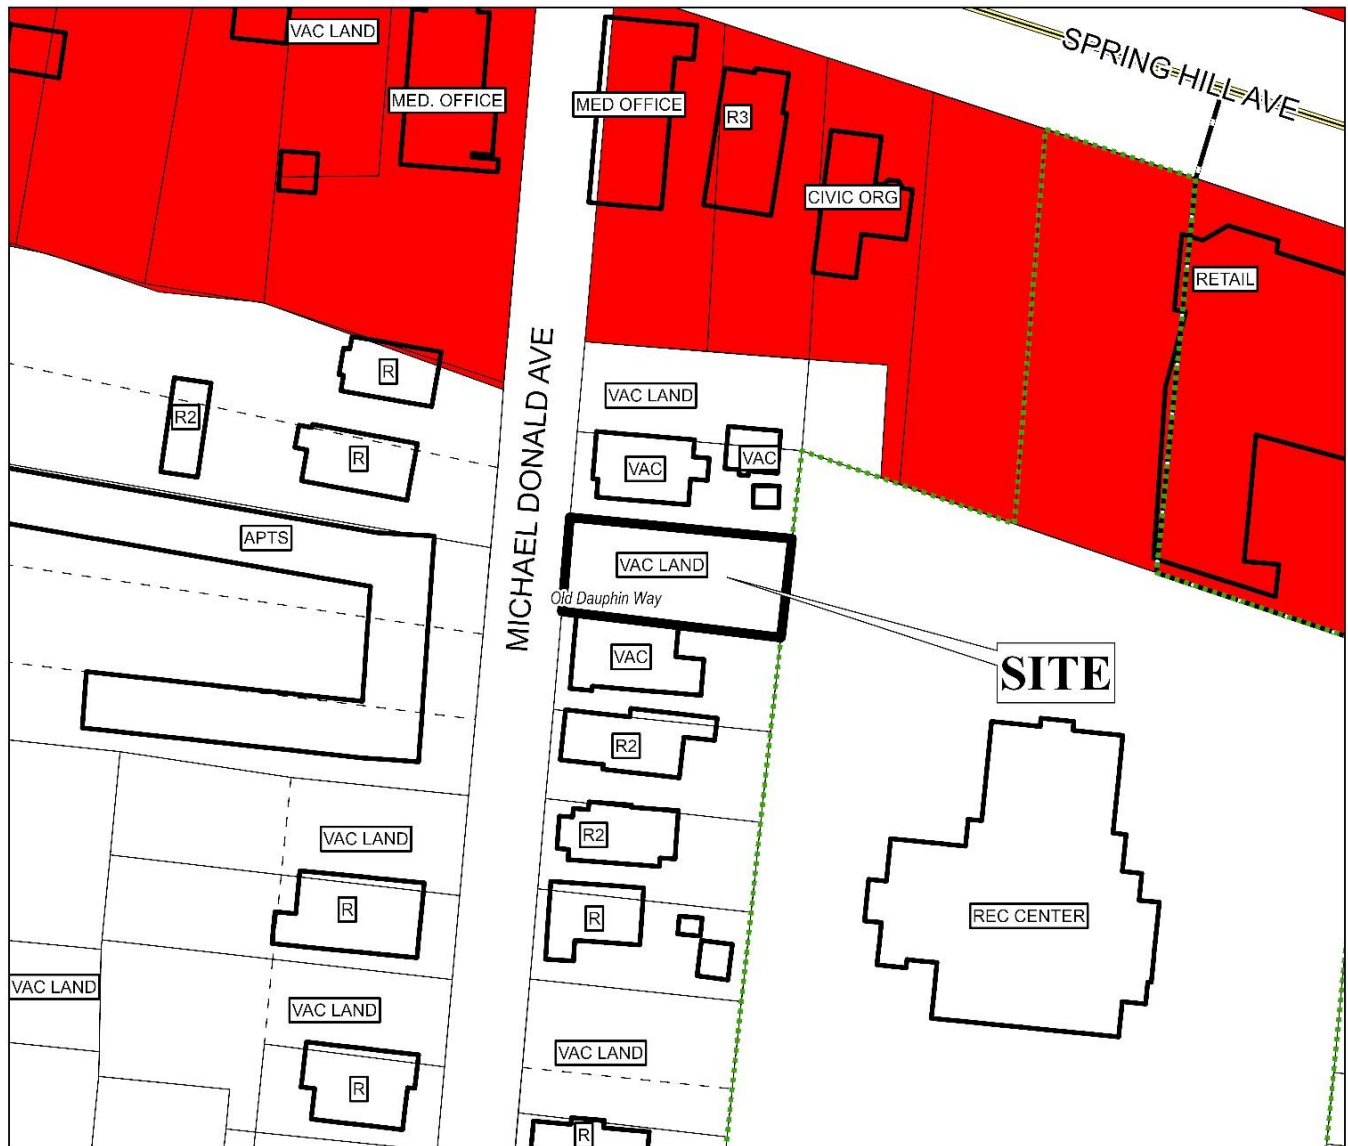 VAC LAND
SPRING HILL AVE
MED. OFFICE
MED OFFICE
R3
CIVIC ORG
RETAIL
R
VAC LAND
R2
R
VAC
VAC
MICHAEL DONALD AVE
APTS
VAC LAND
Old Dauphin Way
VAC
SITE
R2
VAC LAND
R2
R
R
REC CENTER
VAC LAND
VAC LAND
VAC LAND
R
R